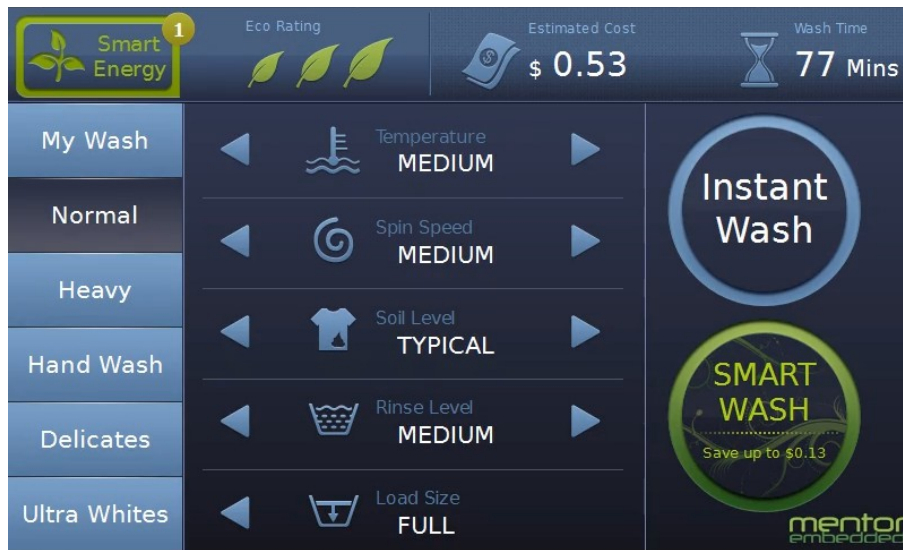 Smart
Energy
1
Eco Rating
Estimated Cost
$ 0.53
Wash Time
77 Mins
My Wash
Normal
Heavy
Hand Wash
Delicates
Ultra Whites
Temperature
MEDIUM
Spin Speed
MEDIUM
Soil Level
TYPICAL
Rinse Level
MEDIUM
Load Size
FULL
Instant
Wash
SMART
WASH
Save up to $0.13
mentor
embedded